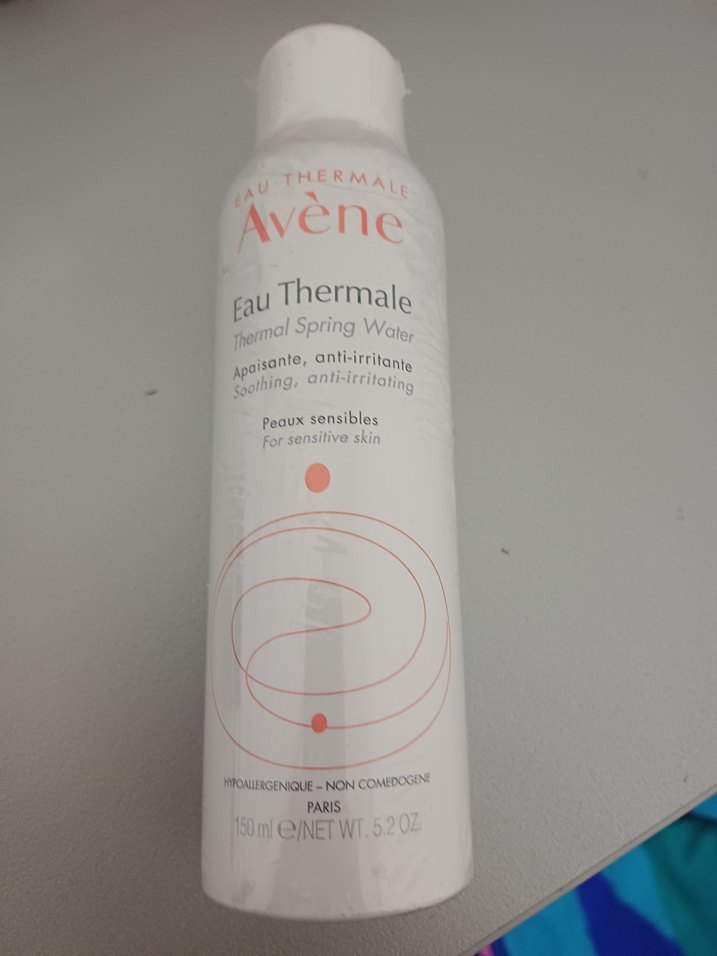 EAU THERMALE
Avène
Eau Thermale
Thermal Spring Water
Apaisante, anti-irritante
Soothing, anti-irritating
Peaux sensibles
For sensitive skin
HYPOALLERGENIQUE – NON COMEDOGENE
PARIS
150 ml e/NET WT. 5.2 OZ.